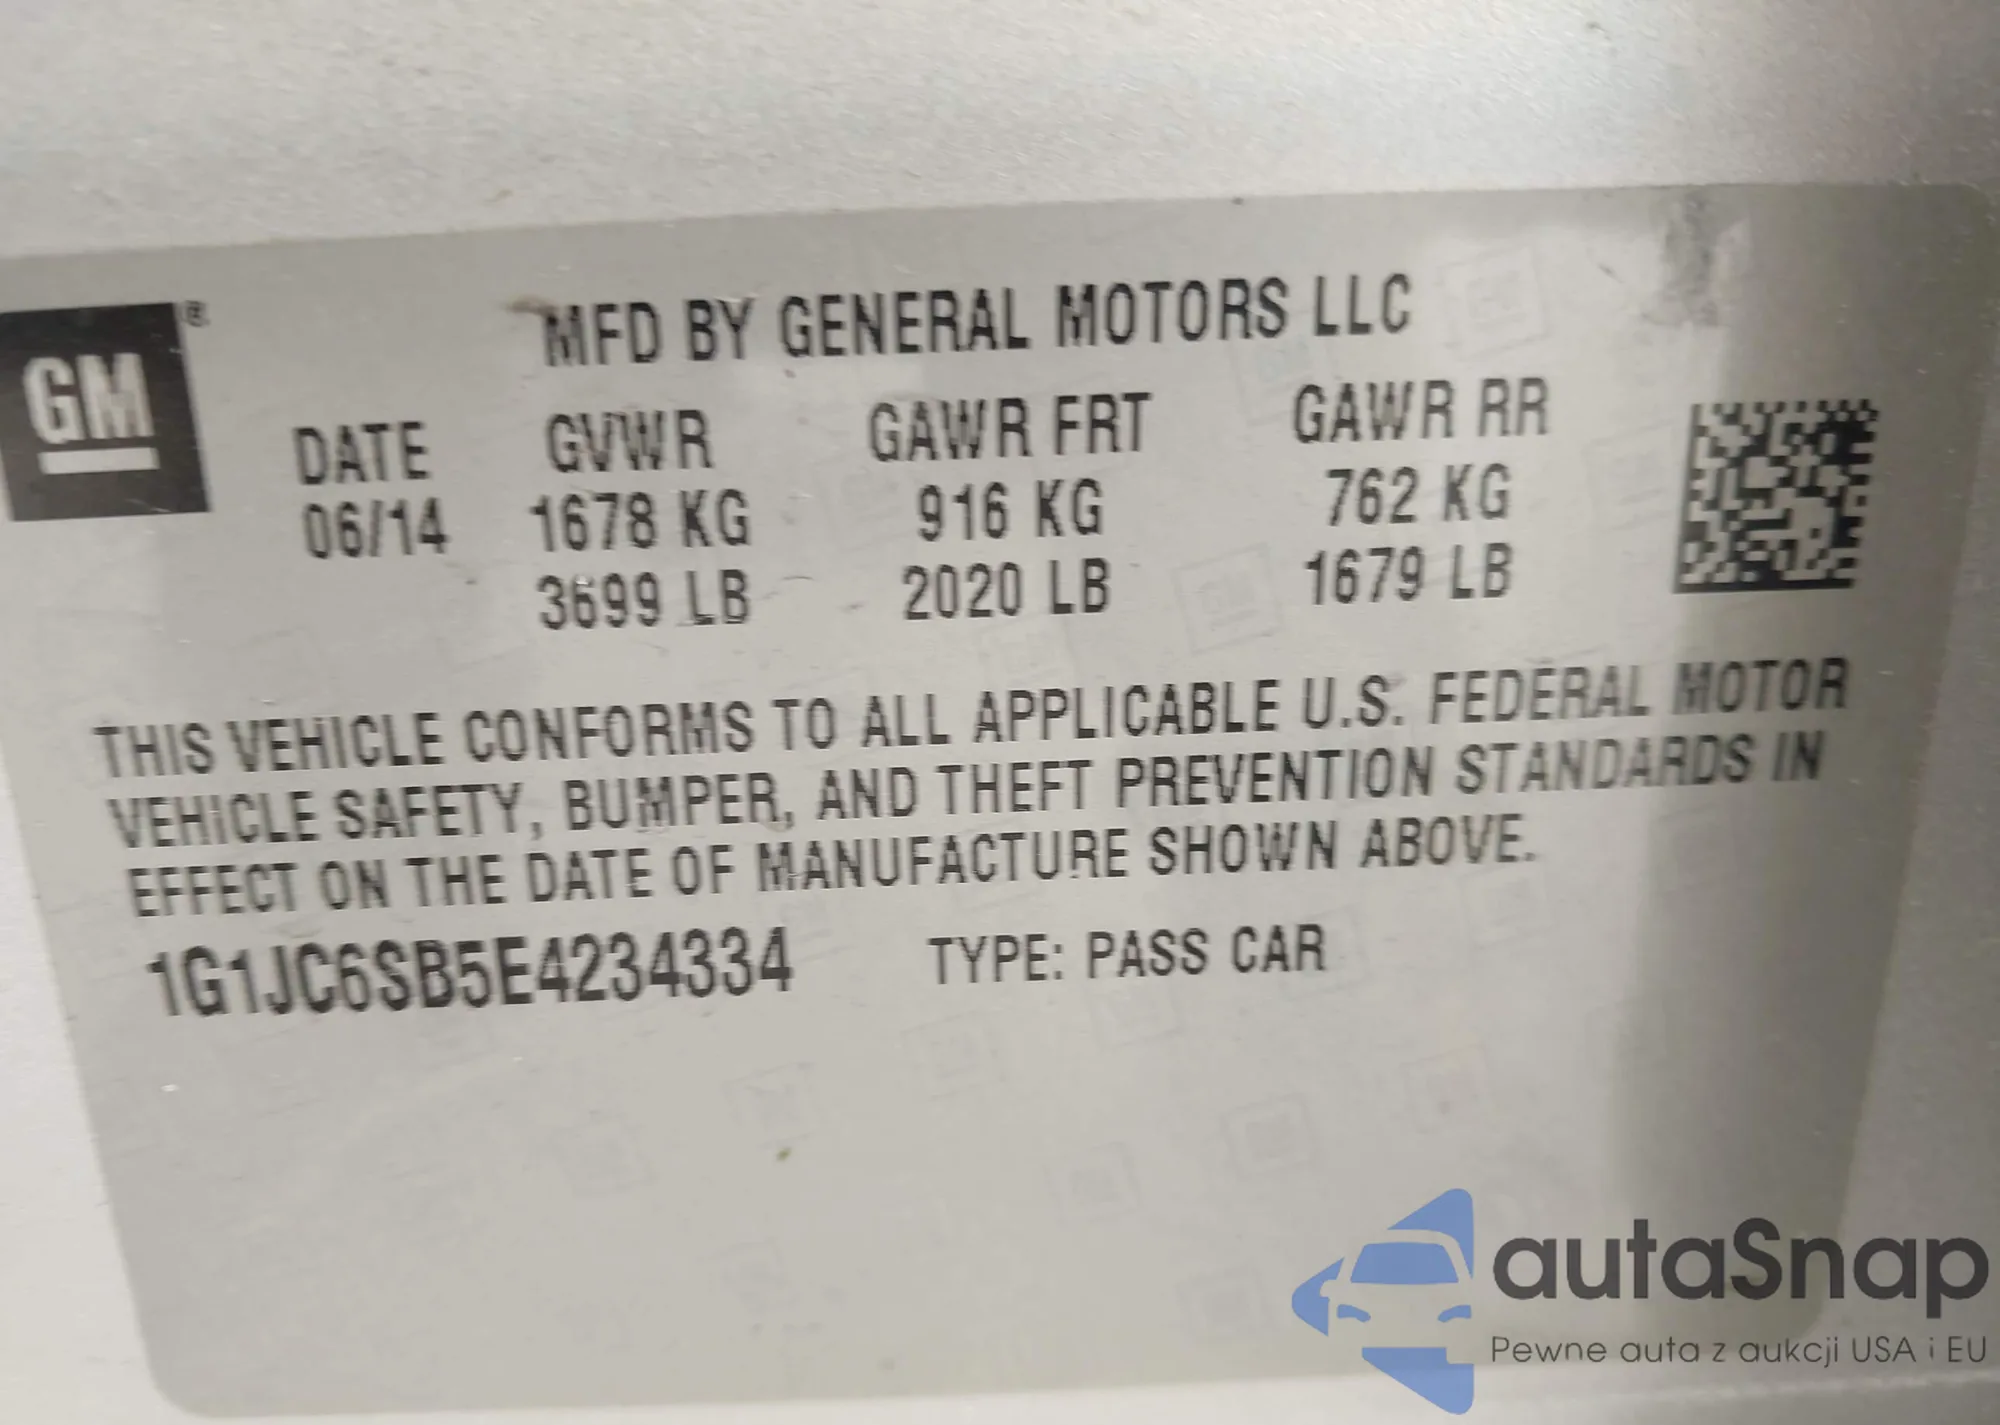 MFD BY GENERAL MOTORS LLC
GM ®
DATE GVWR GAWR FRT GAWR RR
06/14 1678 KG 916 KG 762 KG
3699 LB 2020 LB 1679 LB
THIS VEHICLE CONFORMS TO ALL APPLICABLE U.S. FEDERAL MOTOR
VEHICLE SAFETY, BUMPER, AND THEFT PREVENTION STANDARDS IN
EFFECT ON THE DATE OF MANUFACTURE SHOWN ABOVE.
1G1JC6SB5E4234334 TYPE: PASS CAR
autaSnap
Pewne auta z aukcji USA i EU